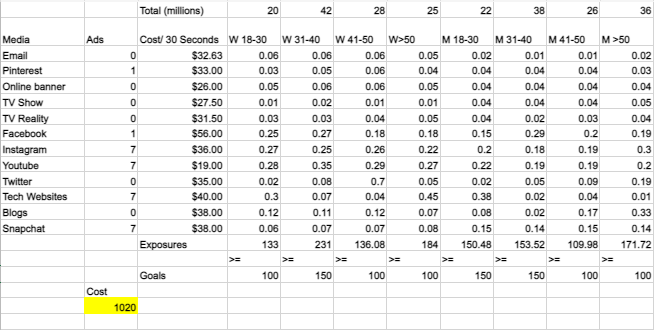 Total (millions) 20 42 28 25 22 38 26 36
Media Ads Cost/ 30 Seconds W 18-30 W 31-40 W 41-50 W>50 M 18-30 M 31-40 M 41-50 M >50
Email 0 $32.63 0.06 0.06 0.06 0.05 0.02 0.01 0.01 0.02
Pinterest 1 $33.00 0.03 0.05 0.06 0.04 0.04 0.04 0.04 0.03
Online banner 0 $26.00 0.05 0.06 0.06 0.05 0.04 0.04 0.04 0.04
TV Show 0 $27.50 0.01 0.02 0.01 0.01 0.04 0.04 0.04 0.05
TV Reality 0 $31.50 0.03 0.03 0.04 0.05 0.04 0.02 0.03 0.04
Facebook 1 $56.00 0.25 0.27 0.18 0.18 0.15 0.29 0.2 0.19
Instagram 7 $36.00 0.27 0.25 0.26 0.22 0.2 0.18 0.19 0.3
Youtube 7 $19.00 0.28 0.35 0.29 0.27 0.22 0.19 0.19 0.2
Twitter 0 $35.00 0.02 0.08 0.7 0.05 0.02 0.05 0.09 0.19
Tech Websites 7 $40.00 0.3 0.07 0.04 0.45 0.38 0.02 0.04 0.01
Blogs 0 $38.00 0.12 0.11 0.12 0.07 0.08 0.02 0.17 0.33
Snapchat 7 $38.00 0.06 0.07 0.07 0.08 0.15 0.14 0.15 0.14
Exposures 133 231 136.08 184 150.48 153.52 109.98 171.72
>= >= >= >= >= >= >= >=
Goals 100 150 100 100 150 150 100 100
Cost
1020